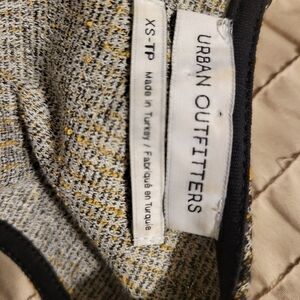 URBAN OUTFITTERS
XS-TP
Made in Turkey / Fabriqué en Turquie